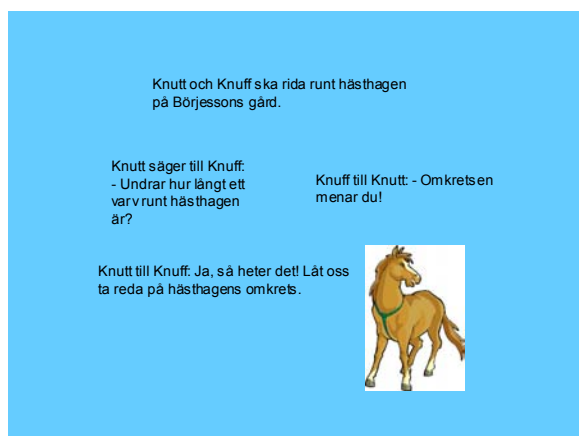 Knutt och Knuff ska rida runt hästhagen
på Börjessons gård.
Knutt säger till Knuff:
- Undrar hur långt ett
varv runt hästhagen
är?
Knuff till Knutt: - Omkretsen
menar du!
Knutt till Knuff: Ja, så heter det! Låt oss
ta reda på hästhagens omkrets.